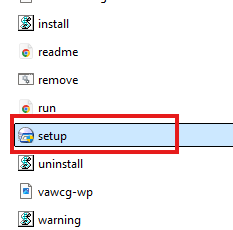 install
readme
remove
run
setup
uninstall
vawcg-wp
warning